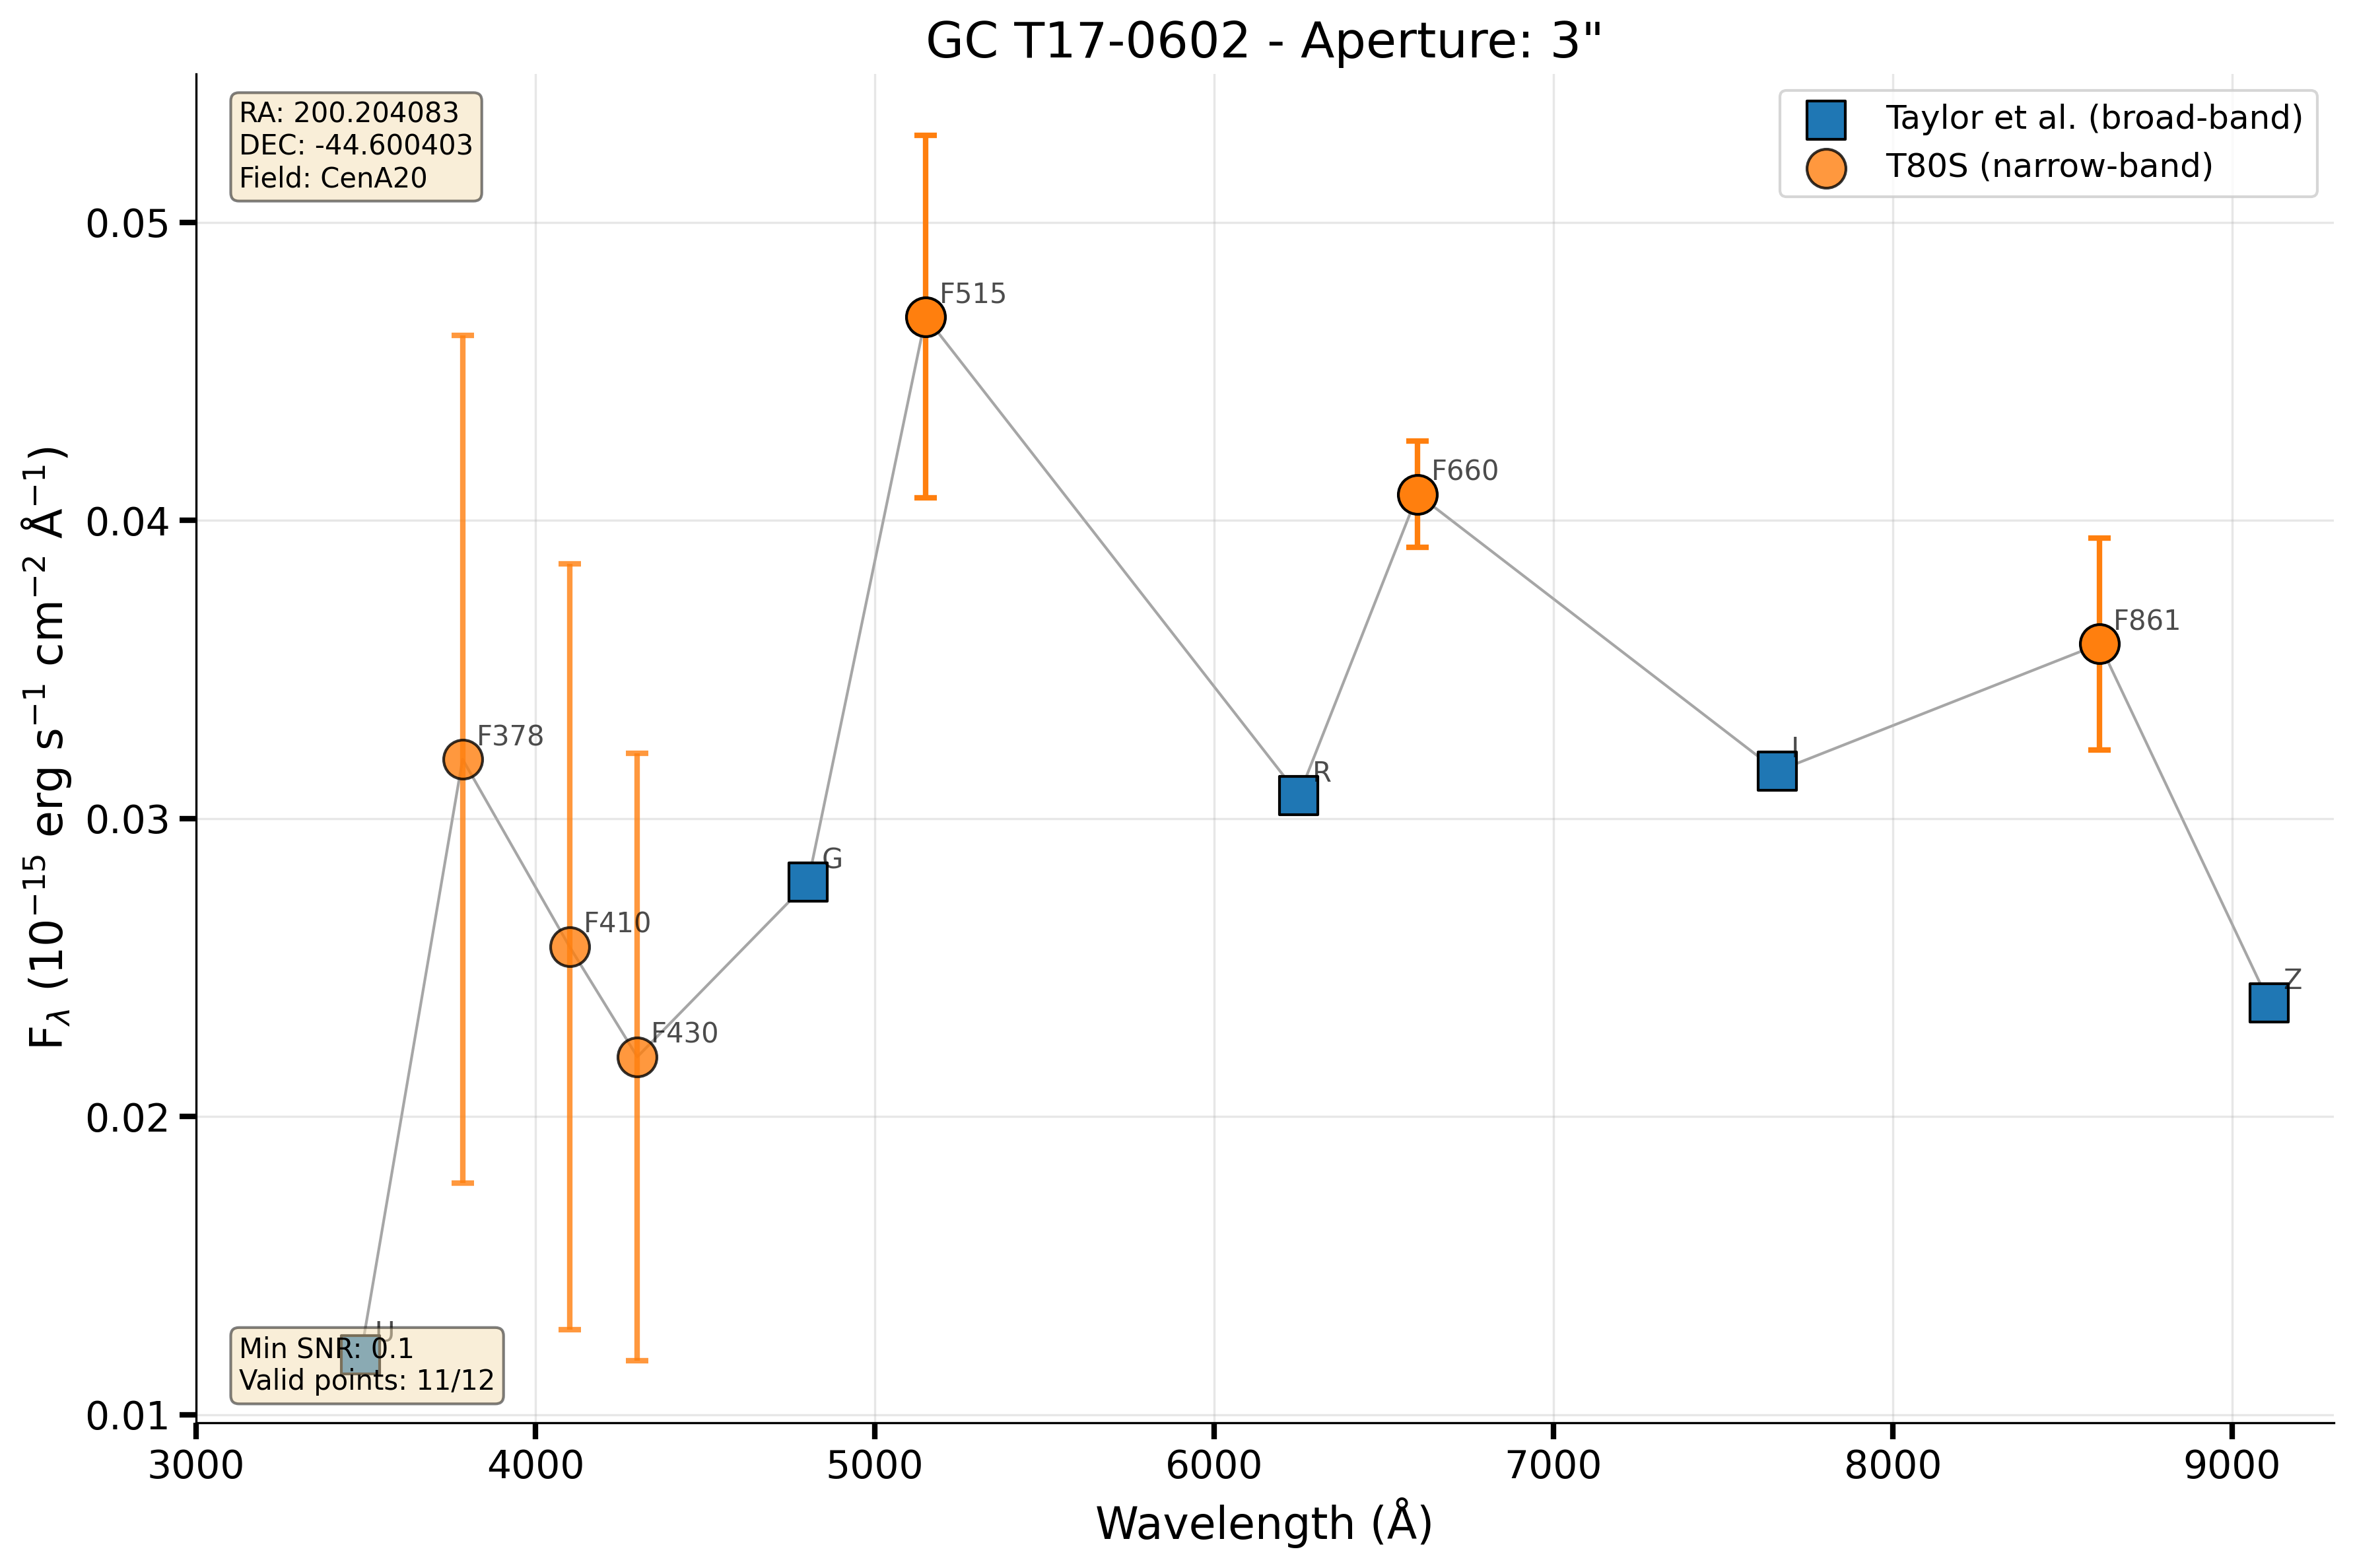 GC T17-0602 - Aperture: 3"
RA: 200.204083
DEC: -44.600403
Field: CenA20
Taylor et al. (broad-band)
T80S (narrow-band)
F515
F660
F861
F378
I
R
G
F410
F430
Z
U
Min SNR: 0.1
Valid points: 11/12
0.05
0.04
0.03
0.02
0.01
F$_{λ}$ (10$^{-15}$ erg s$^{-1}$ cm$^{-2}$ Å$^{-1}$)
3000 4000 5000 6000 7000 8000 9000
Wavelength (Å)